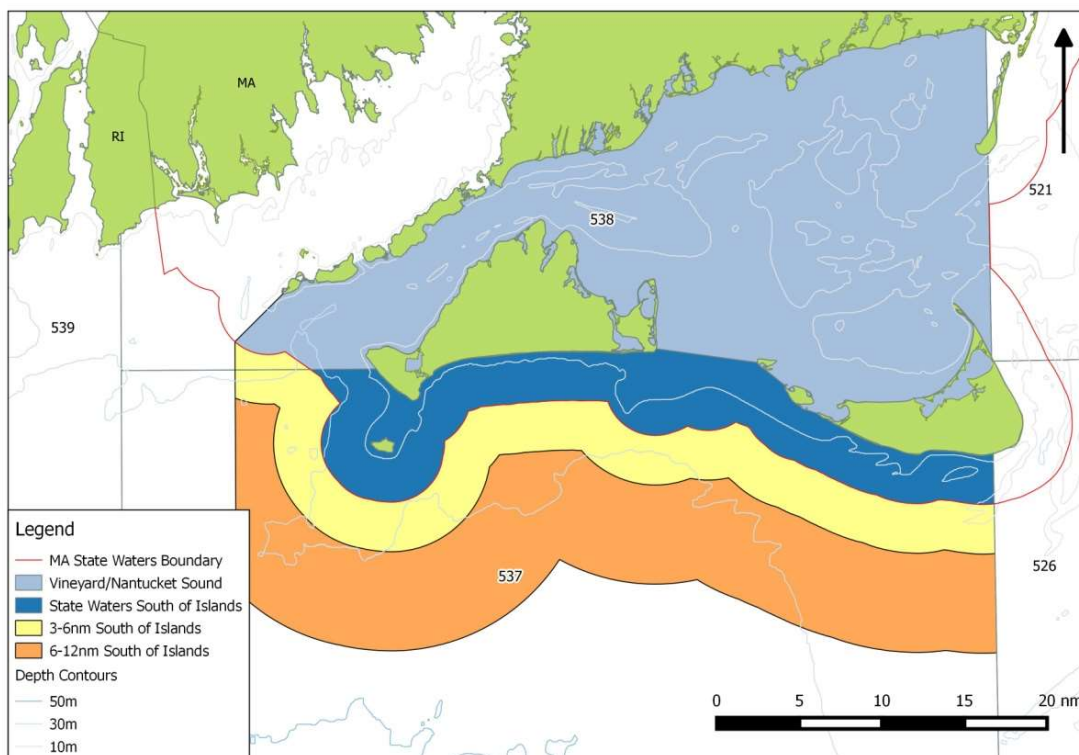 MA
RI
521
538
539
537
526
Legend
MA State Waters Boundary
Vineyard/Nantucket Sound
State Waters South of Islands
3-6nm South of Islands
6-12nm South of Islands
Depth Contours
50m
30m
10m
0 5 10 15 20 nm